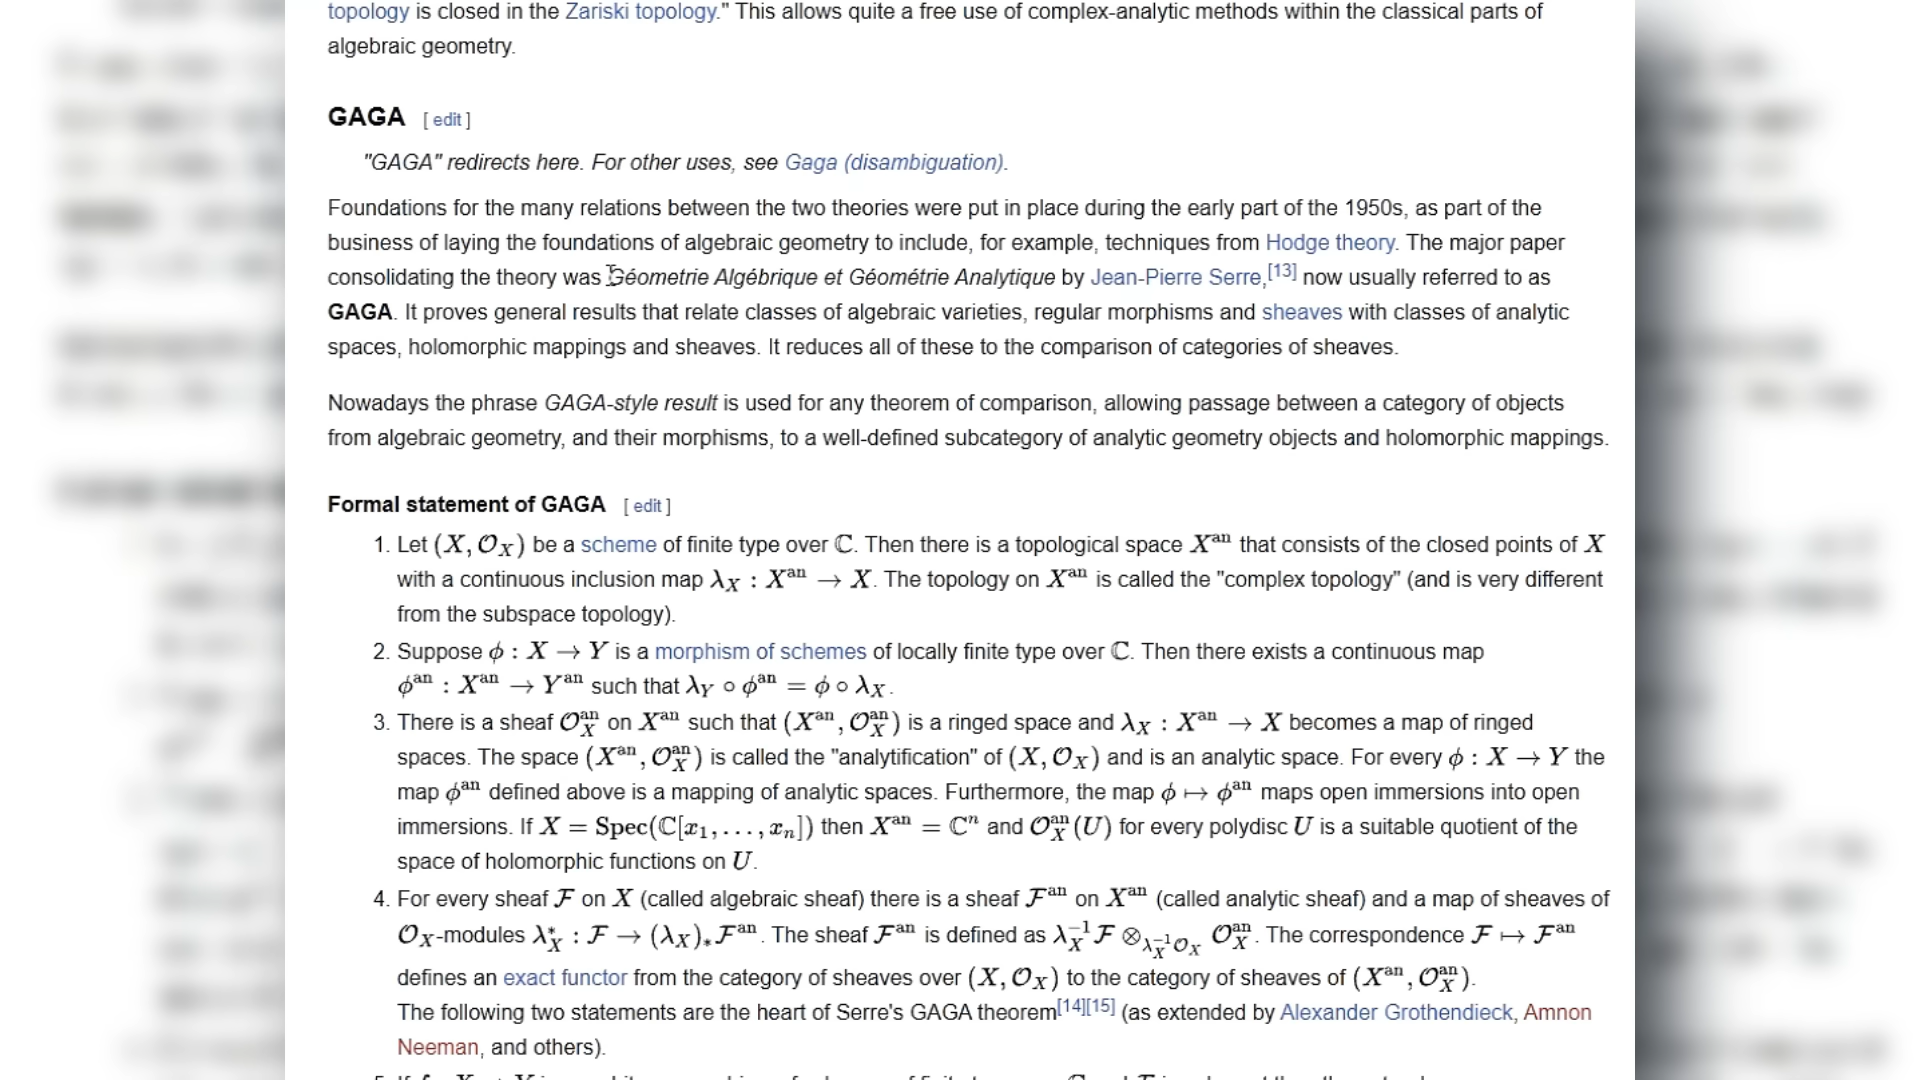 topology is closed in the Zariski topology." This allows quite a free use of complex-analytic methods within the classical parts of
algebraic geometry.
GAGA [ edit ]
"GAGA" redirects here. For other uses, see Gaga (disambiguation).
Foundations for the many relations between the two theories were put in place during the early part of the 1950s, as part of the
business of laying the foundations of algebraic geometry to include, for example, techniques from Hodge theory. The major paper
consolidating the theory was Géometrie Algébrique et Géométrie Analytique by Jean-Pierre Serre,[13] now usually referred to as
GAGA. It proves general results that relate classes of algebraic varieties, regular morphisms and sheaves with classes of analytic
spaces, holomorphic mappings and sheaves. It reduces all of these to the comparison of categories of sheaves.
Nowadays the phrase GAGA-style result is used for any theorem of comparison, allowing passage between a category of objects
from algebraic geometry, and their morphisms, to a well-defined subcategory of analytic geometry objects and holomorphic mappings.
Formal statement of GAGA [ edit ]
1. Let (X, 𝒪_X) be a scheme of finite type over ℂ. Then there is a topological space X^an that consists of the closed points of X
with a continuous inclusion map λ_X : X^an → X. The topology on X^an is called the "complex topology" (and is very different
from the subspace topology).
2. Suppose ϕ : X → Y is a morphism of schemes of locally finite type over ℂ. Then there exists a continuous map
ϕ^an : X^an → Y^an such that λ_Y ∘ ϕ^an = ϕ ∘ λ_X.
3. There is a sheaf 𝒪_X^an on X^an such that (X^an, 𝒪_X^an) is a ringed space and λ_X : X^an → X becomes a map of ringed
spaces. The space (X^an, 𝒪_X^an) is called the "analytification" of (X, 𝒪_X) and is an analytic space. For every ϕ : X → Y the
map ϕ^an defined above is a mapping of analytic spaces. Furthermore, the map ϕ ↦ ϕ^an maps open immersions into open
immersions. If X = Spec(ℂ[x_1, . . . , x_n]) then X^an = ℂ^n and 𝒪_X^an(U) for every polydisc U is a suitable quotient of the
space of holomorphic functions on U.
4. For every sheaf ℱ on X (called algebraic sheaf) there is a sheaf ℱ^an on X^an (called analytic sheaf) and a map of sheaves of
𝒪_X-modules λ_X^* : ℱ → (λ_X)_* ℱ^an. The sheaf ℱ^an is defined as λ_X^{-1} ℱ ⊗_{λ_X^{-1} 𝒪_X} 𝒪_X^an. The correspondence ℱ ↦ ℱ^an
defines an exact functor from the category of sheaves over (X, 𝒪_X) to the category of sheaves of (X^an, 𝒪_X^an).
The following two statements are the heart of Serre's GAGA theorem[14][15] (as extended by Alexander Grothendieck, Amnon
Neeman, and others).